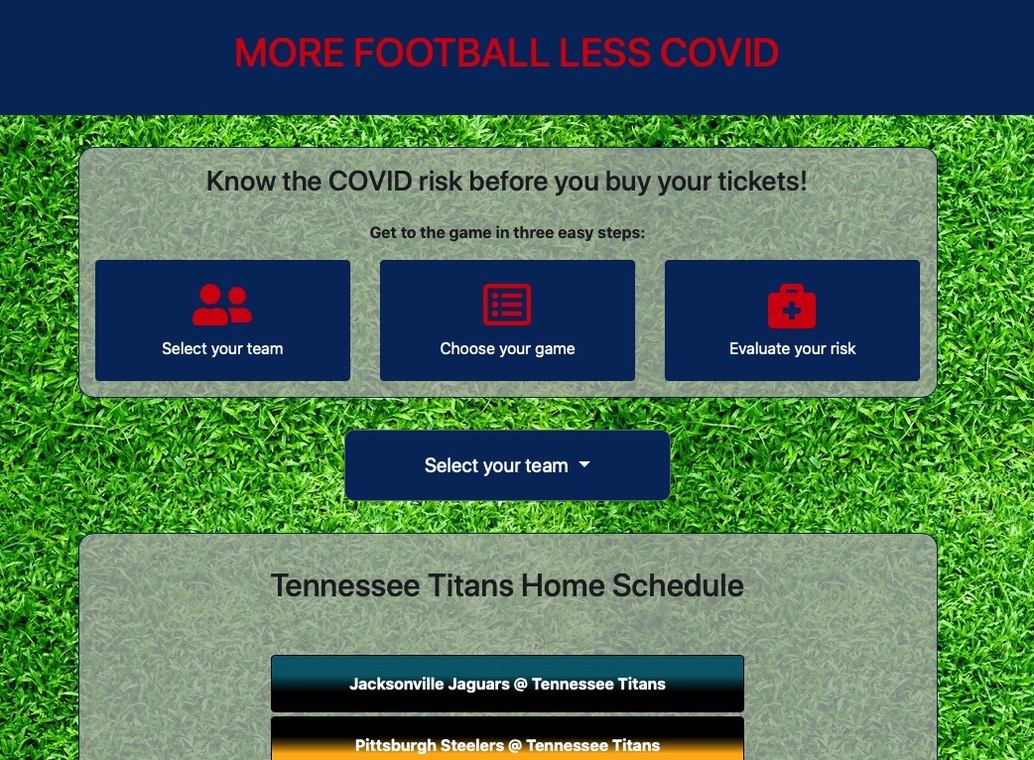 MORE FOOTBALL LESS COVID
Know the COVID risk before you buy your tickets!
Get to the game in three easy steps:
Select your team
Choose your game
Evaluate your risk
Select your team
Tennessee Titans Home Schedule
Jacksonville Jaguars @ Tennessee Titans
Pittsburgh Steelers @ Tennessee Titans